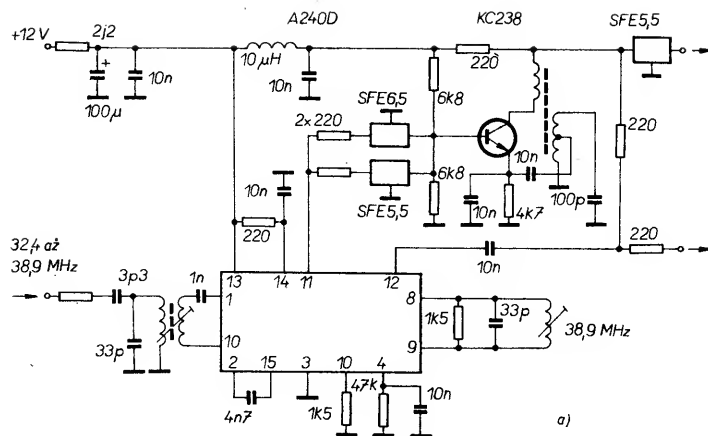 A240D
KC238
SFE5,5
+12 V
2j2
10 µH
220
100 µ
10n
10n
6k8
SFE6,5
2x 220
10n
6k8
220
10n
SFE5,5
10n
4k7
100p
220
220
10n
32,4 až
38,9 MHz
3p3
1n
33p
13
14
11
12
1
10
8
9
1k5
33p
38,9 MHz
2
15
3
10
4
4n7
1k5
47k
10n
a)